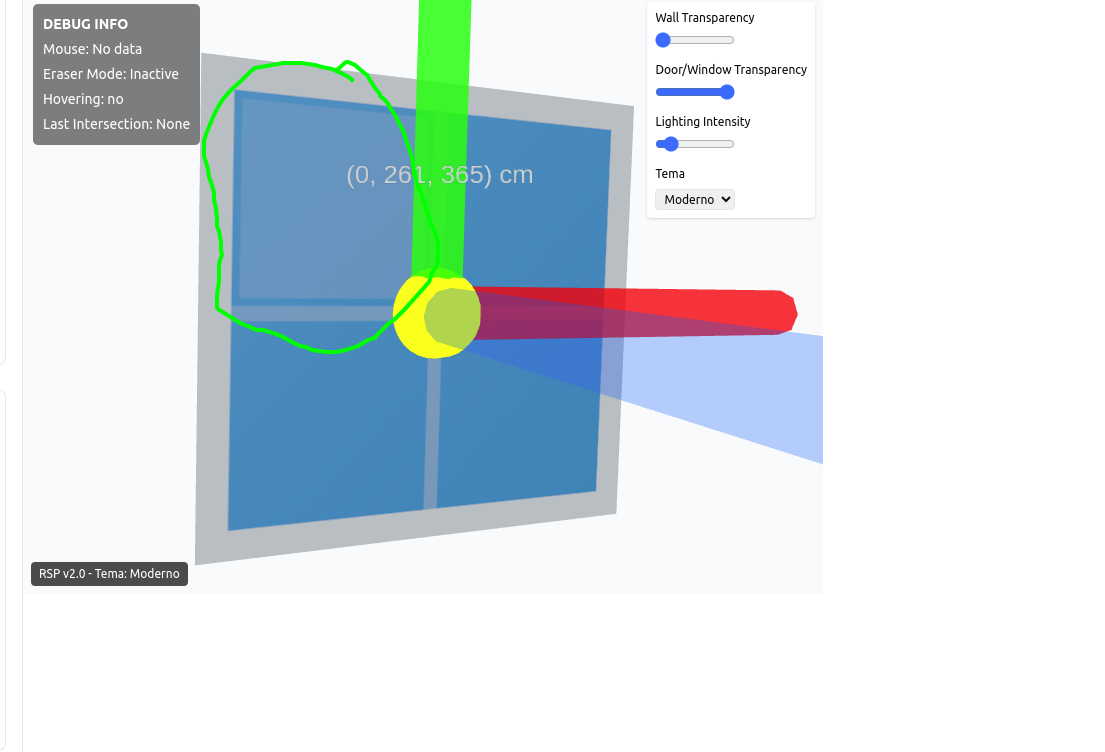 DEBUG INFO
Mouse: No data
Eraser Mode: Inactive
Hovering: no
Last Intersection: None
Wall Transparency
Door/Window Transparency
Lighting Intensity
Tema
Moderno
(0, 261, 365) cm
RSP v2.0 - Tema: Moderno